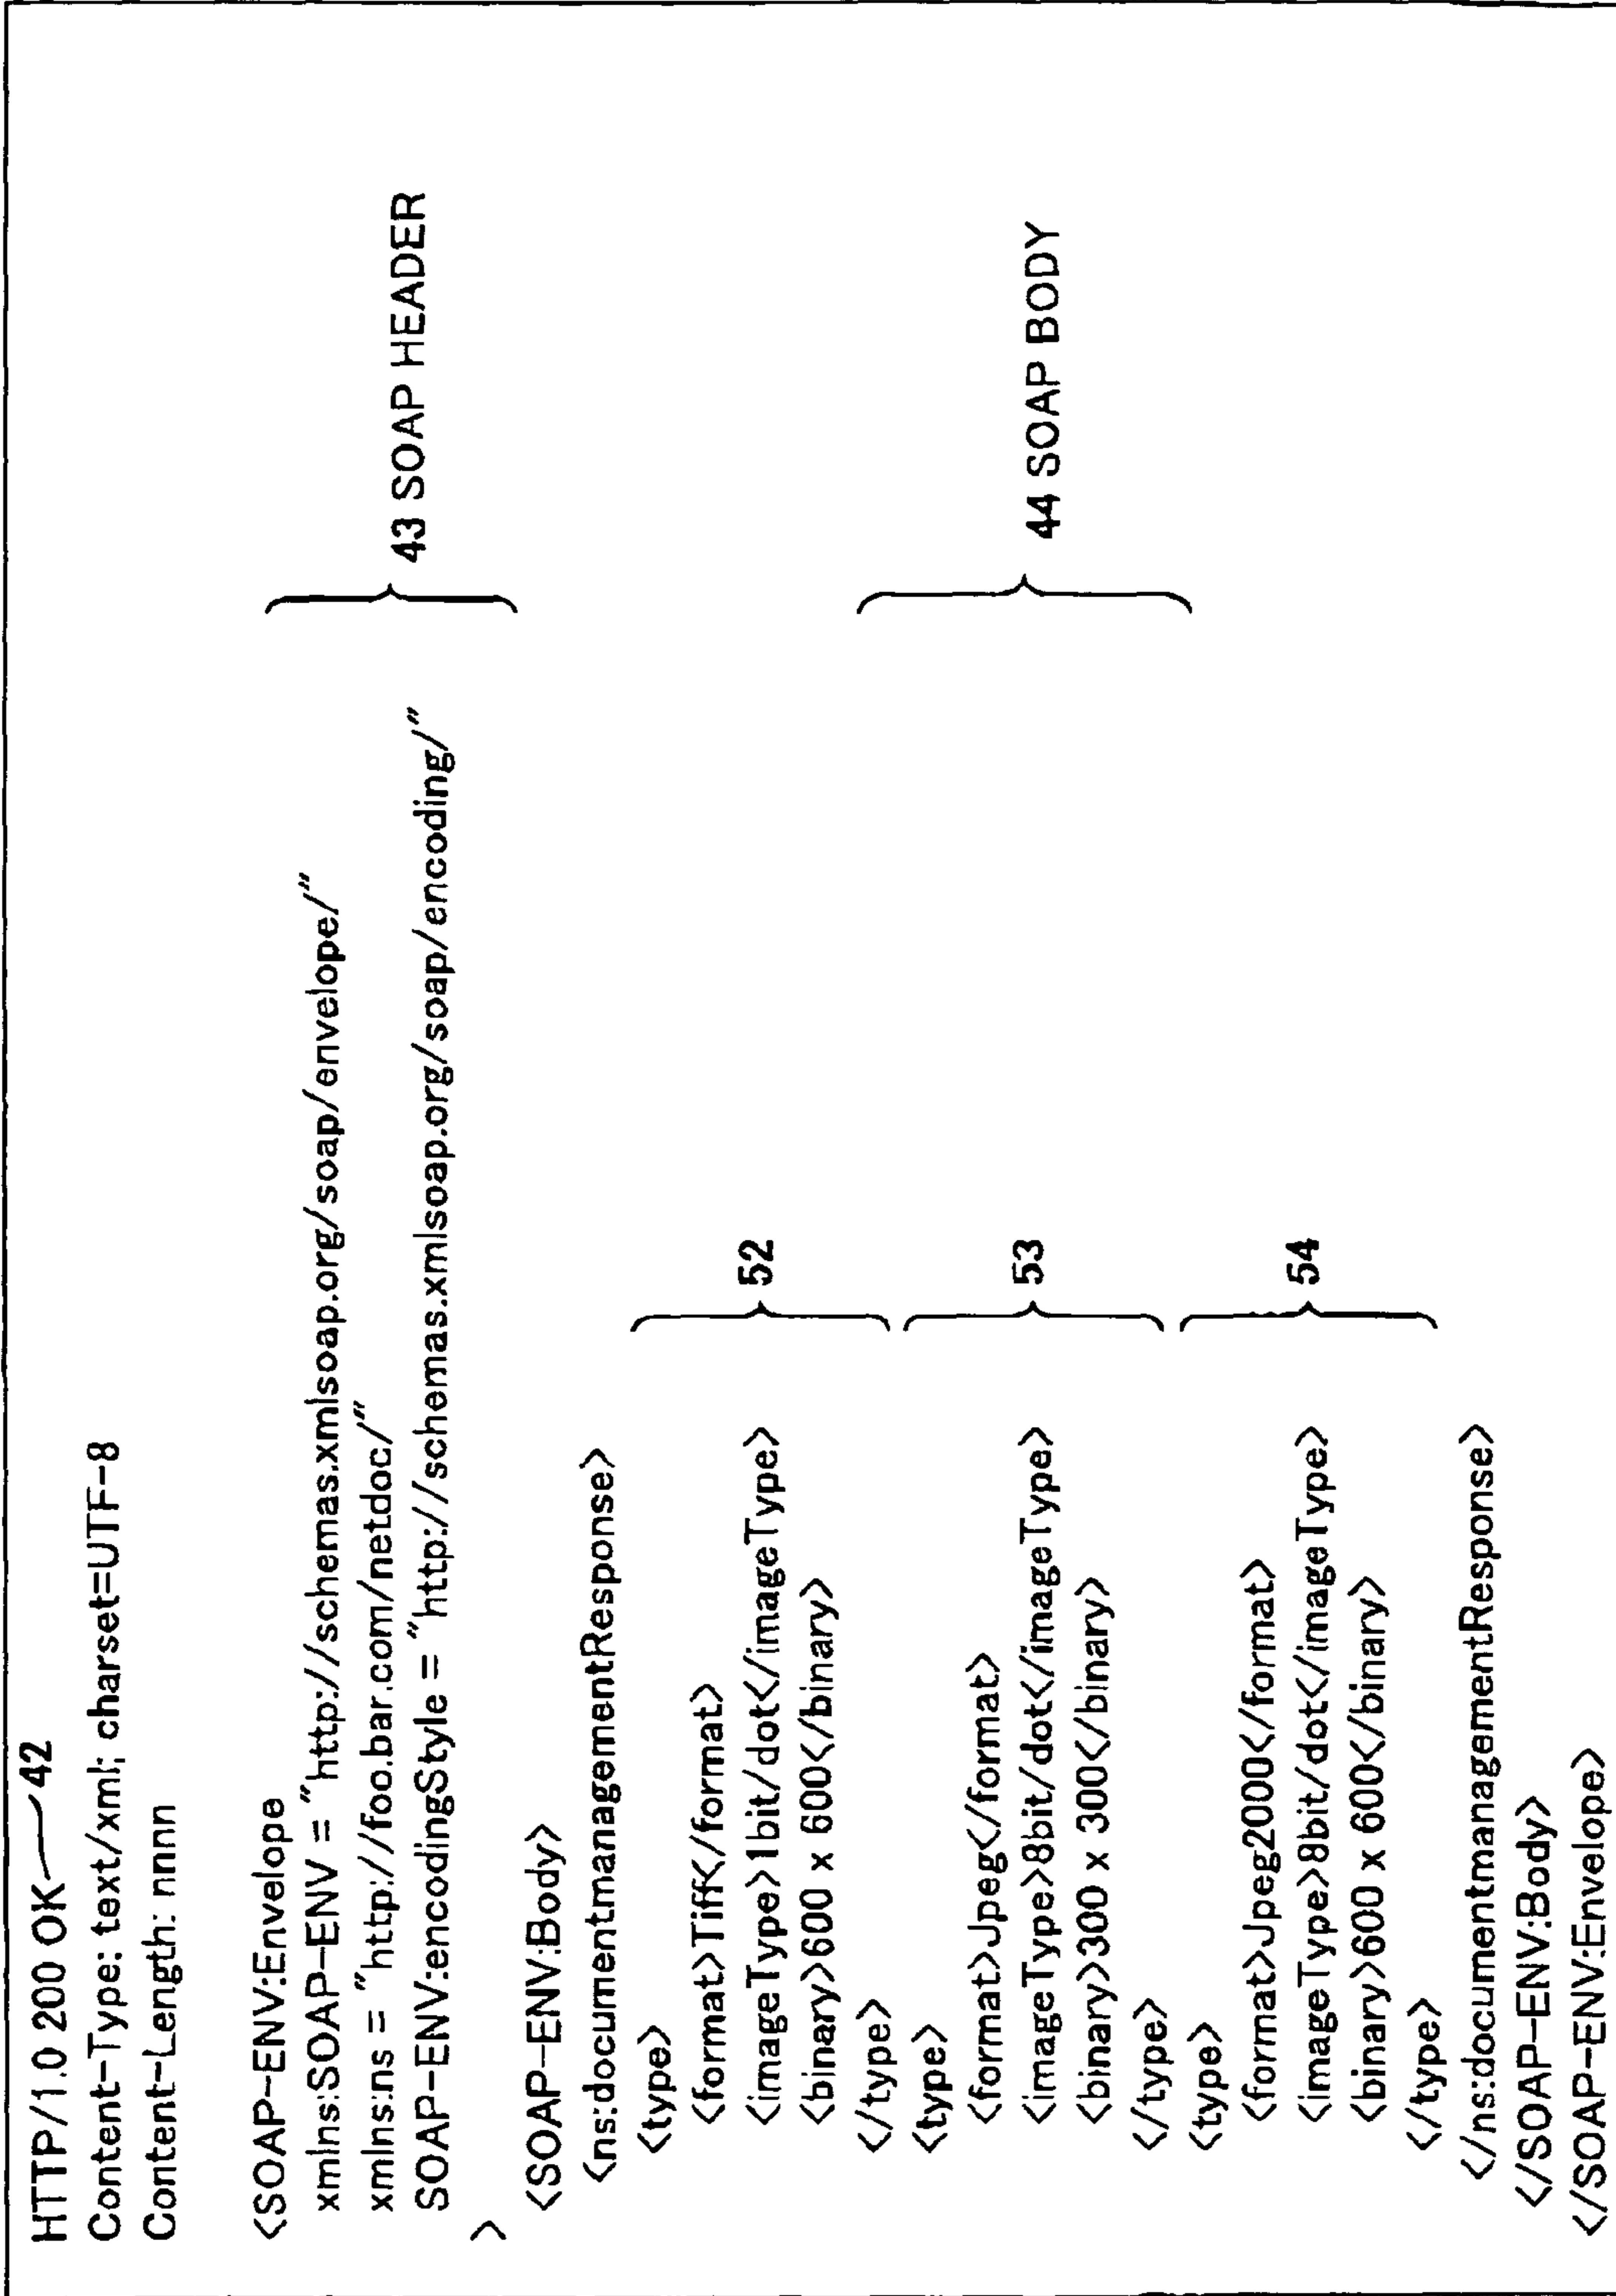 HTTP/1.0 200 OK 42
Content-Type: text/xml; charset=UTF-8
Content-Length: nnnn
<SOAP-ENV:Envelope
xmlns:SOAP-ENV = "http://schemas.xmlsoap.org/soap/envelope/"
xmlns:ns = "http://foo.bar.com/netdoc/"
SOAP-ENV:encodingStyle = "http://schemas.xmlsoap.org/soap/encoding/"
>
43 SOAP HEADER
<SOAP-ENV:Body>
<ns:documentmanagementResponse>
<type>
<format>Tiff</format>
<imageType>1bit/dot</imageType>
<binary>600 x 600</binary>
</type>
52
<type>
<format>Jpeg</format>
<imageType>8bit/dot</imageType>
<binary>300 x 300</binary>
</type>
53
<type>
<format>Jpeg2000</format>
<imageType>8bit/dot</imageType>
<binary>600 x 600</binary>
</type>
54
44 SOAP BODY
</ns:documentmanagementResponse>
</SOAP-ENV:Body>
</SOAP-ENV:Envelope>